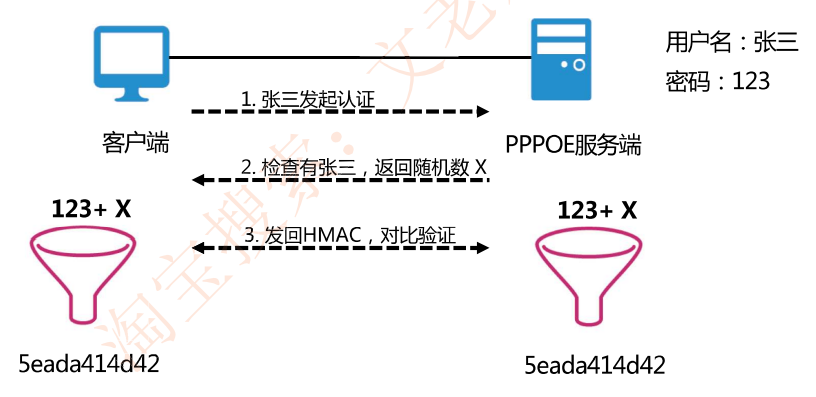 用户名：张三
密码：123
1. 张三发起认证
客户端
PPPOE服务端
2. 检查有张三，返回随机数 X
123+ X
123+ X
3. 发回HMAC，对比验证
5eada414d42
5eada414d42
淘宝搜索：文老